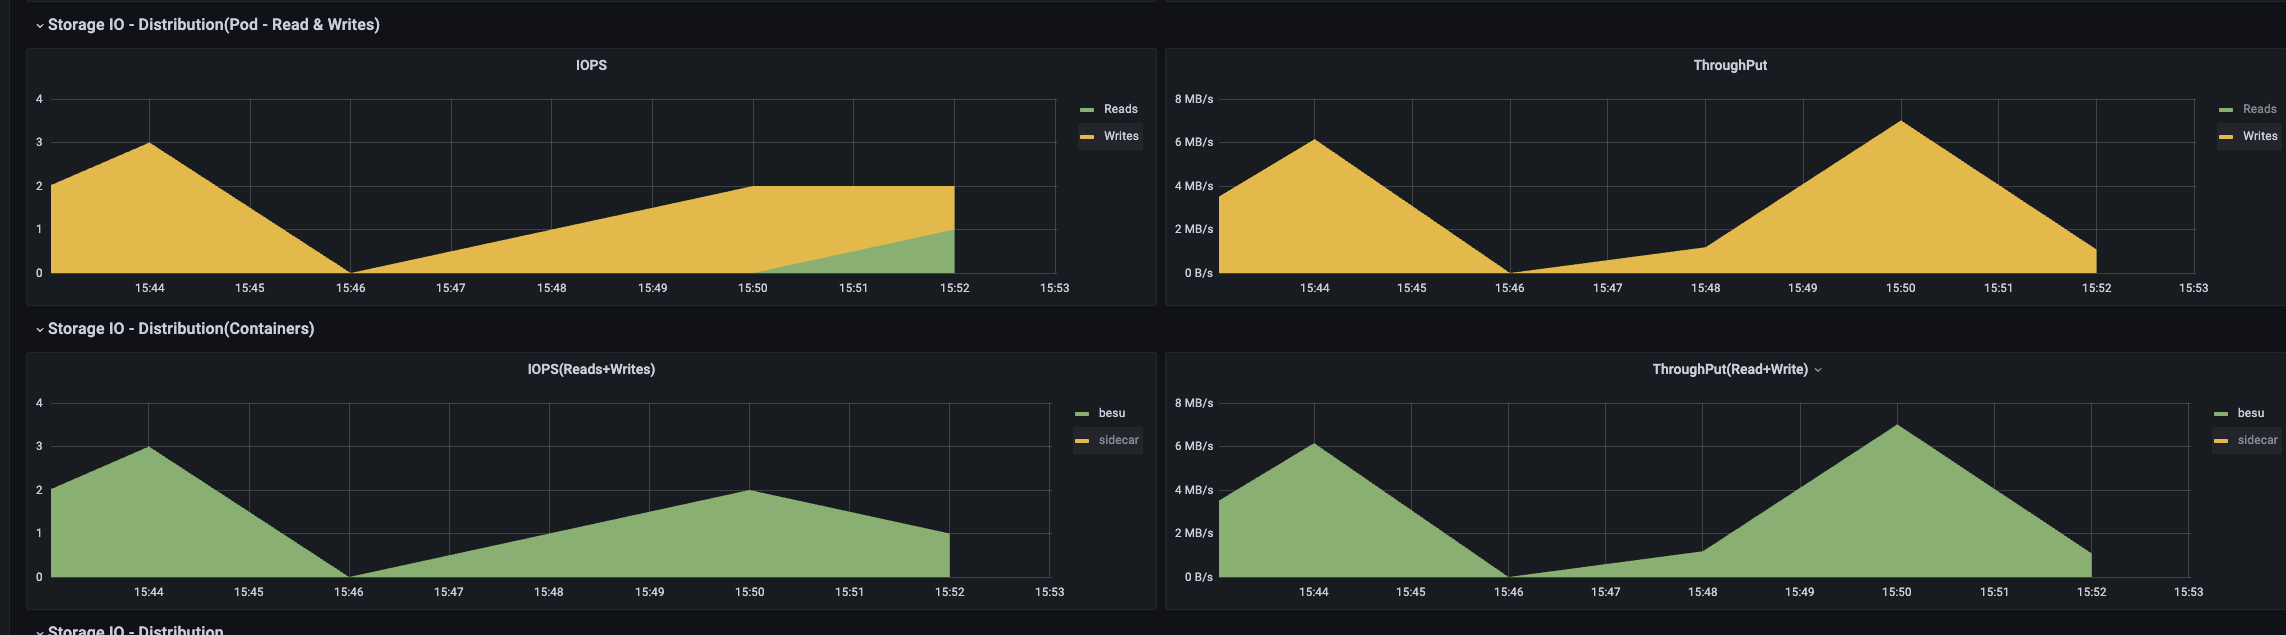 Storage IO - Distribution(Pod - Read & Writes)
IOPS
4
3
2
1
0
15:44 15:45 15:46 15:47 15:48 15:49 15:50 15:51 15:52 15:53
Reads
Writes
ThroughPut
8 MB/s
6 MB/s
4 MB/s
2 MB/s
0 B/s
15:44 15:45 15:46 15:47 15:48 15:49 15:50 15:51 15:52 15:53
Reads
Writes
Storage IO - Distribution(Containers)
IOPS(Reads+Writes)
4
3
2
1
0
15:44 15:45 15:46 15:47 15:48 15:49 15:50 15:51 15:52 15:53
besu
sidecar
ThroughPut(Read+Write)
8 MB/s
6 MB/s
4 MB/s
2 MB/s
0 B/s
15:44 15:45 15:46 15:47 15:48 15:49 15:50 15:51 15:52 15:53
besu
sidecar
Storage IO - Distribution